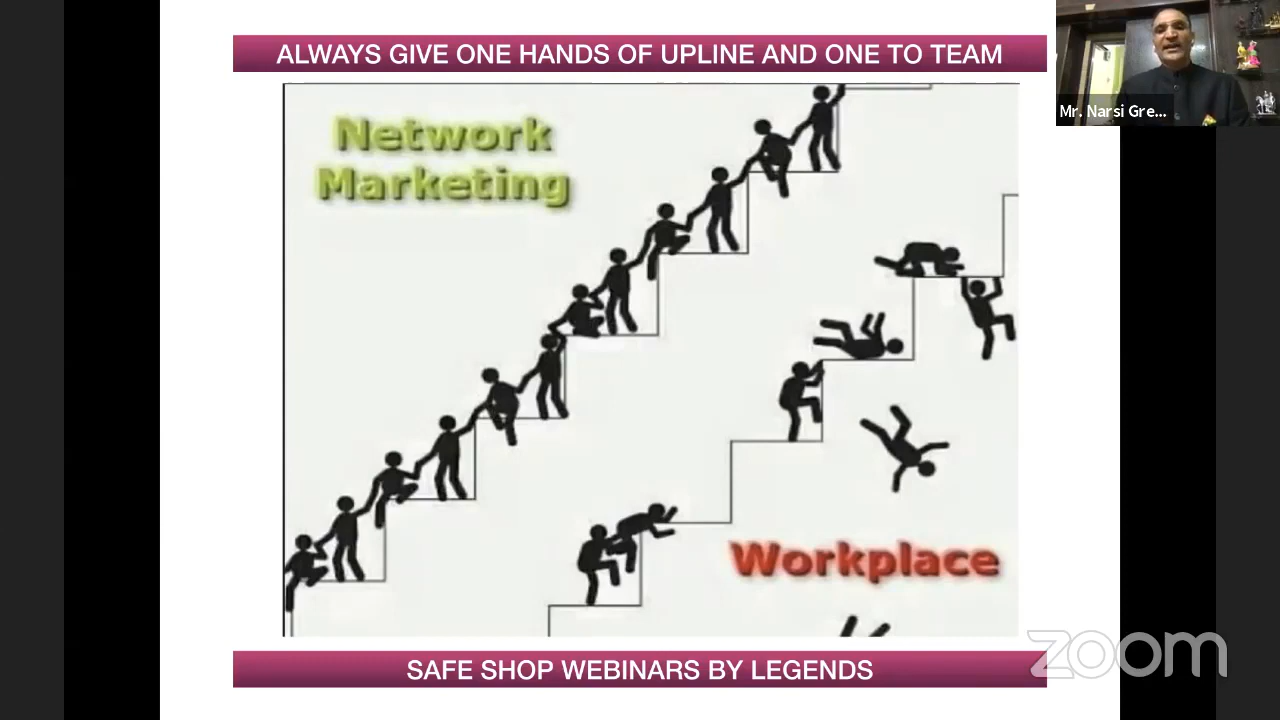 ALWAYS GIVE ONE HANDS OF UPLINE AND ONE TO TEAM
Mr. Narsi Gre...
Network
Marketing
Workplace
SAFE SHOP WEBINARS BY LEGENDS
zoom